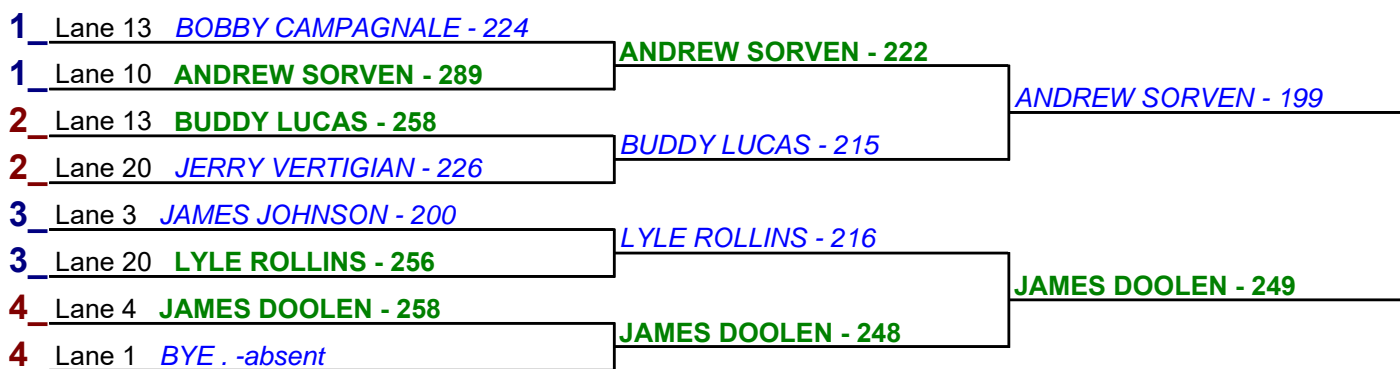 1_ Lane 13 BOBBY CAMPAGNALE - 224
ANDREW SORVEN - 222
1_ Lane 10 ANDREW SORVEN - 289
ANDREW SORVEN - 199
2_ Lane 13 BUDDY LUCAS - 258
BUDDY LUCAS - 215
2_ Lane 20 JERRY VERTIGIAN - 226
3_ Lane 3 JAMES JOHNSON - 200
LYLE ROLLINS - 216
3_ Lane 20 LYLE ROLLINS - 256
JAMES DOOLEN - 249
4_ Lane 4 JAMES DOOLEN - 258
JAMES DOOLEN - 248
4 Lane 1 BYE . -absent